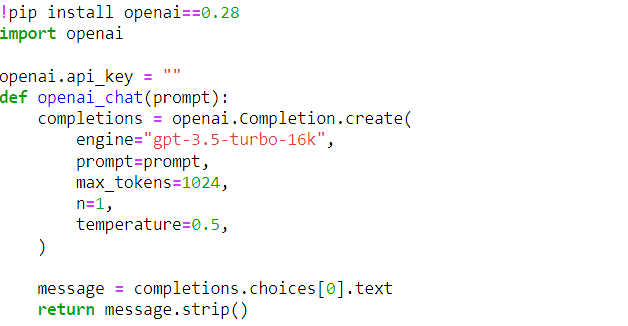 !pip install openai==0.28
import openai

openai.api_key = ""
def openai_chat(prompt):
    completions = openai.Completion.create(
        engine="gpt-3.5-turbo-16k",
        prompt=prompt,
        max_tokens=1024,
        n=1,
        temperature=0.5,
    )

    message = completions.choices[0].text
    return message.strip()